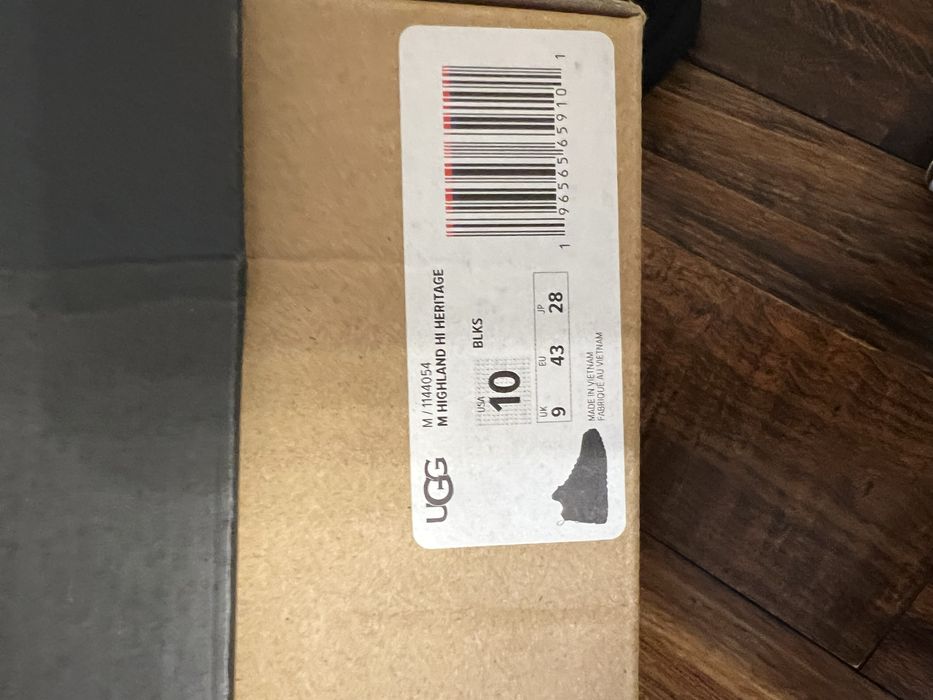 UGG
M / 1144054
M HIGHLAND HI HERITAGE
USA
10
BLKS
UK EU JP
9 43 28
MADE IN VIETNAM
FABRIQUÉ AU VIETNAM
1 96565 65910 1